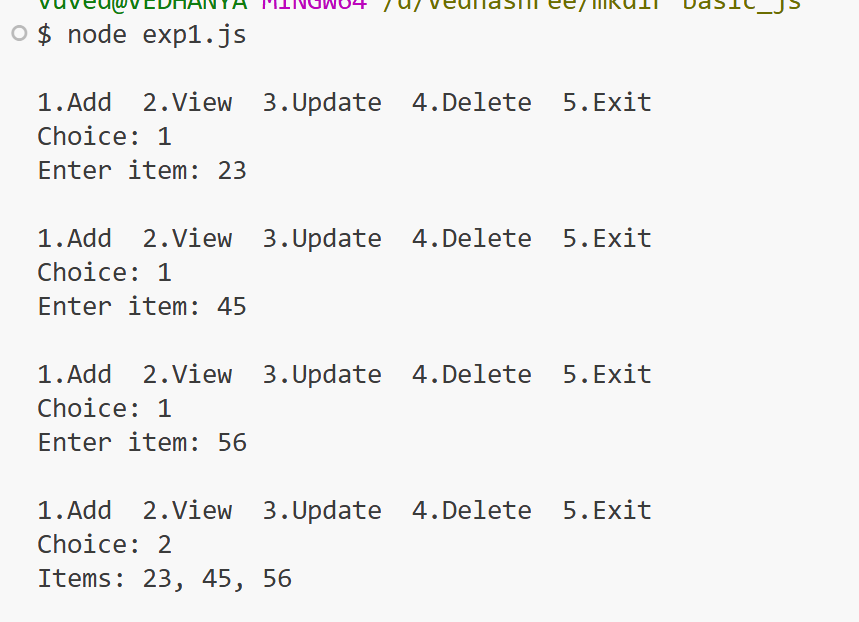 vuved@VEDHANYA MINGW64 /d/vedhashree/mkdir basic_js
$ node exp1.js
1.Add  2.View  3.Update  4.Delete  5.Exit
Choice: 1
Enter item: 23
1.Add  2.View  3.Update  4.Delete  5.Exit
Choice: 1
Enter item: 45
1.Add  2.View  3.Update  4.Delete  5.Exit
Choice: 1
Enter item: 56
1.Add  2.View  3.Update  4.Delete  5.Exit
Choice: 2
Items: 23, 45, 56